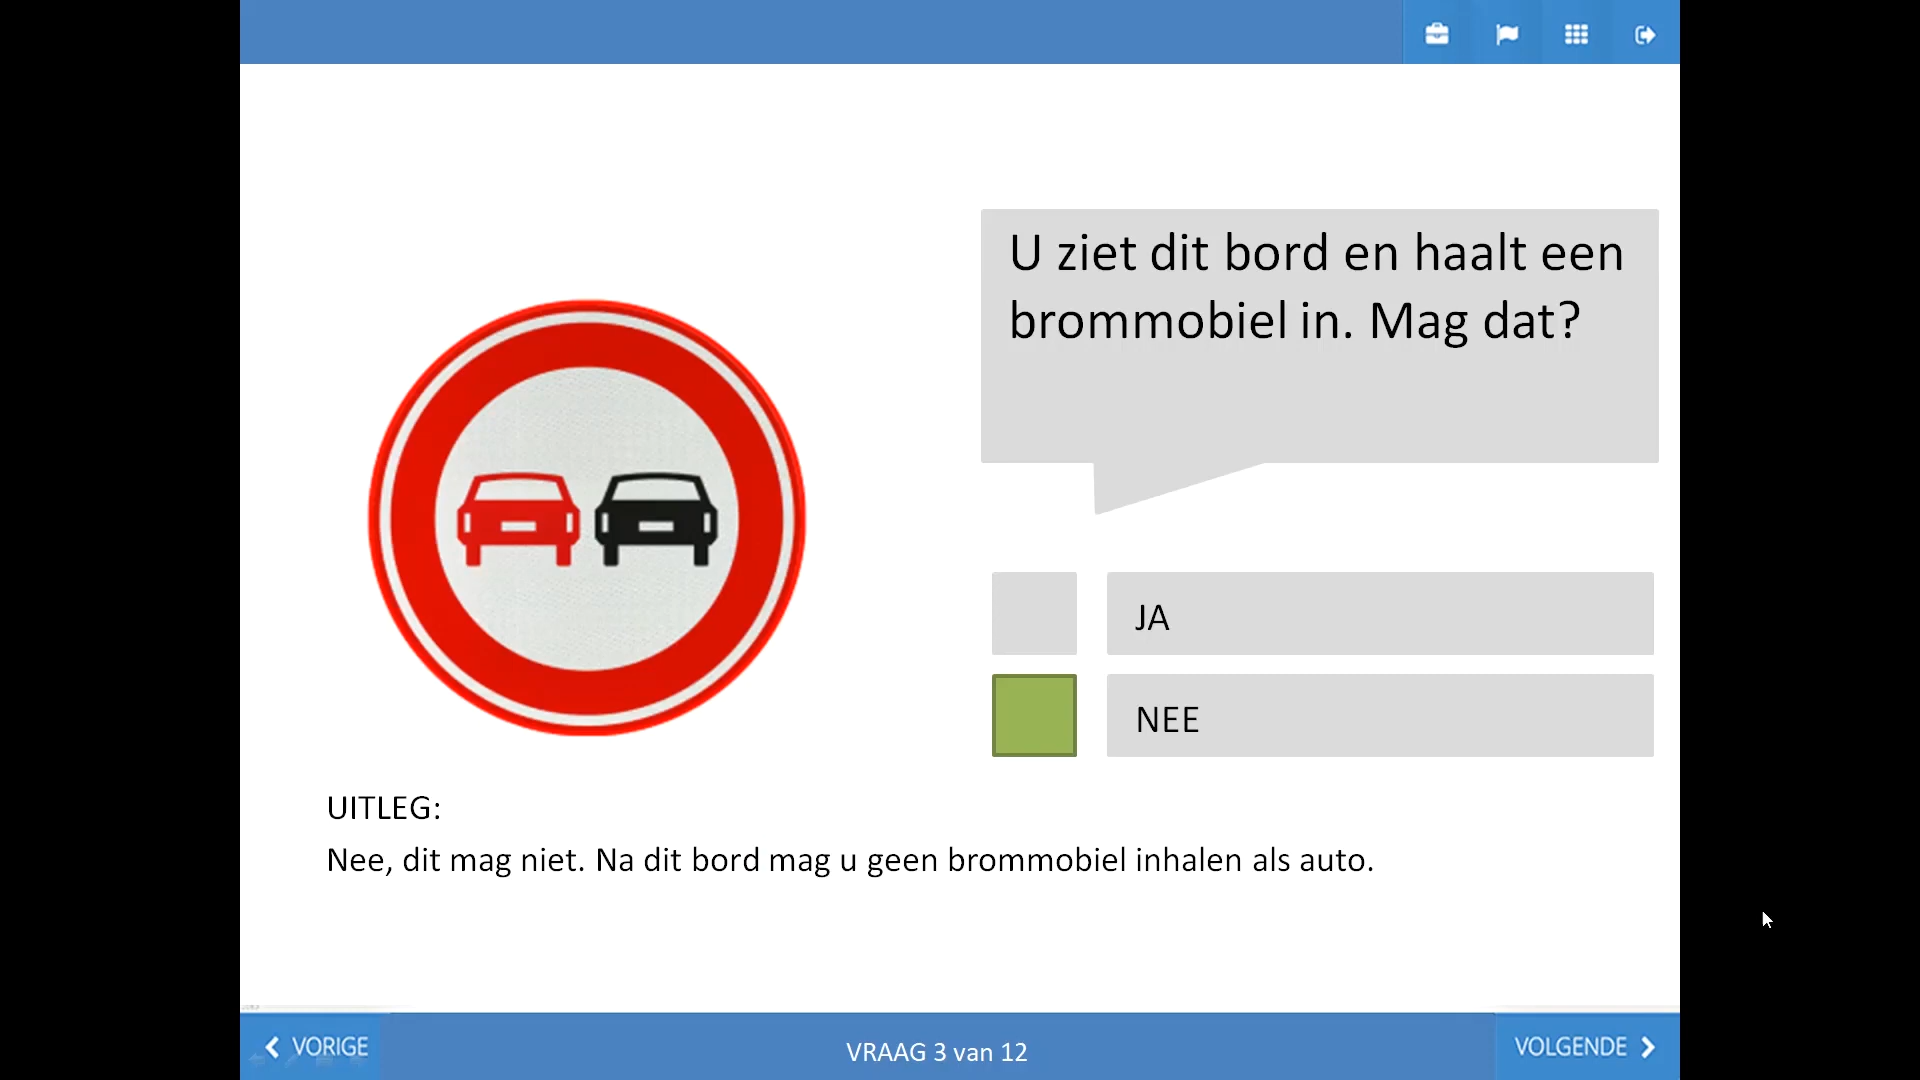 U ziet dit bord en haalt een
brommobiel in. Mag dat?
JA
NEE
UITLEG:
Nee, dit mag niet. Na dit bord mag u geen brommobiel inhalen als auto.
VORIGE
VRAAG 3 van 12
VOLGENDE